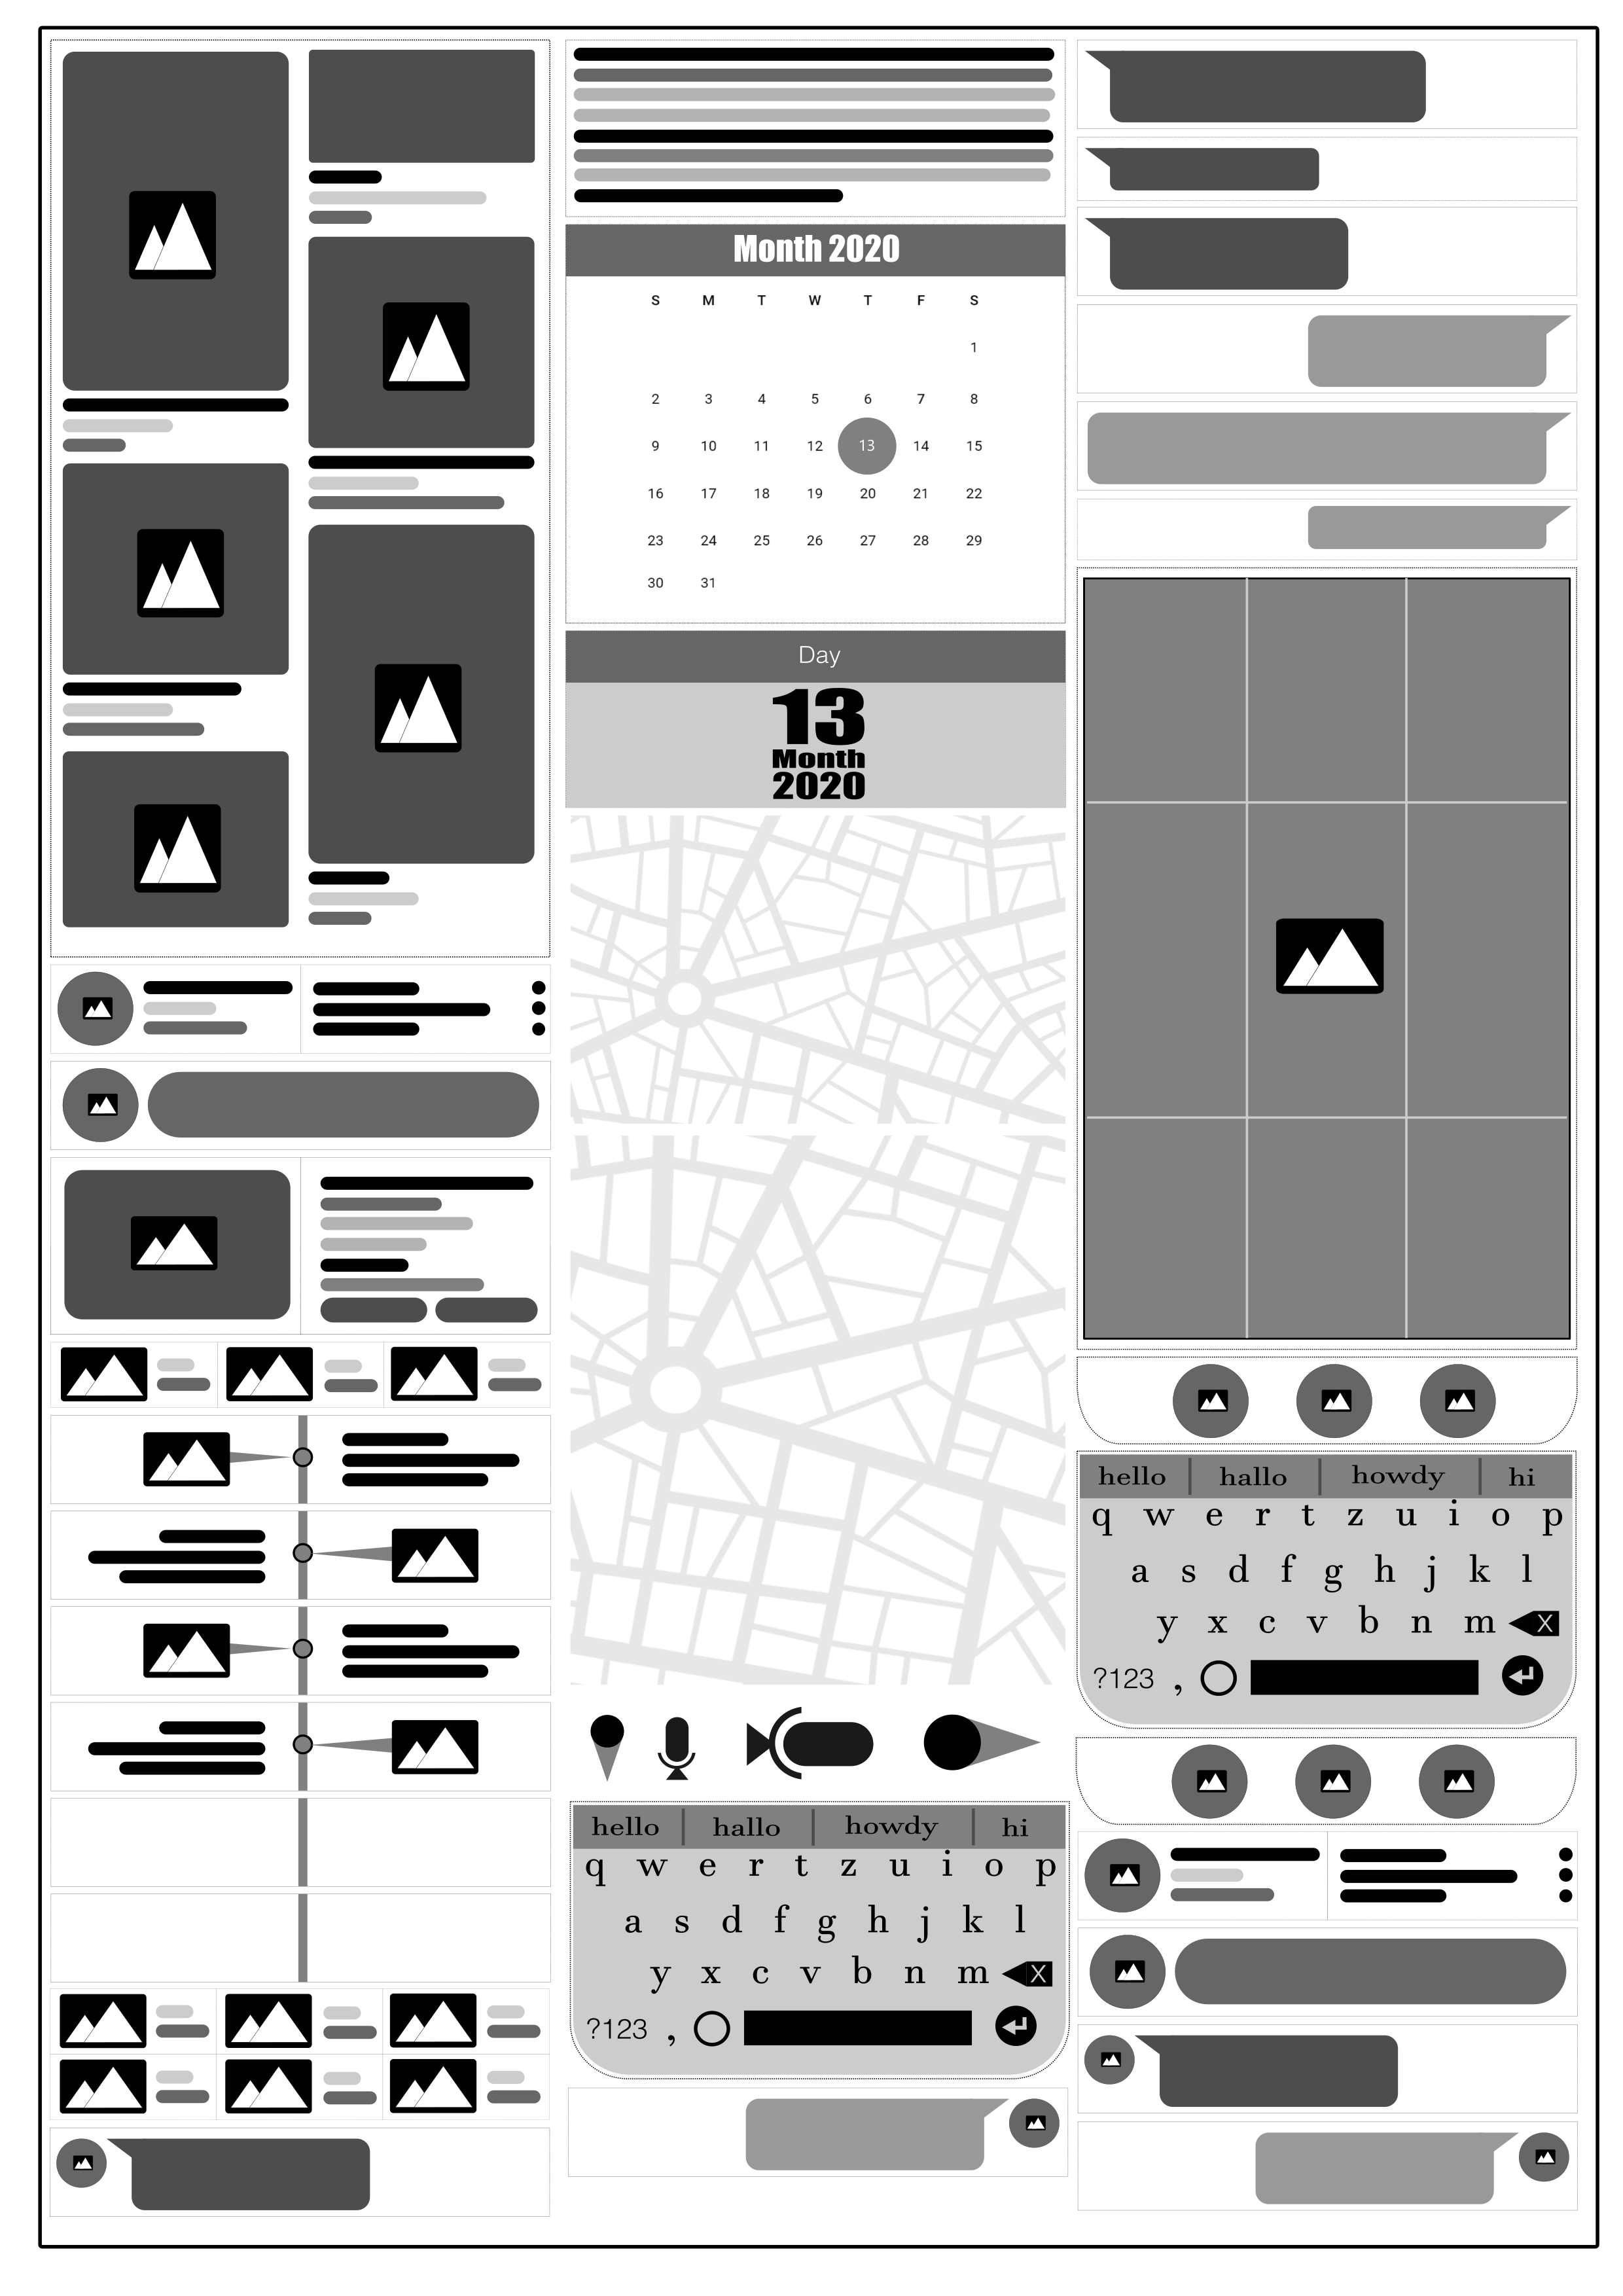 Month 2020
S M T W T F S
1
2 3 4 5 6 7 8
9 10 11 12 13 14 15
16 17 18 19 20 21 22
23 24 25 26 27 28 29
30 31
Day
13
Month
2020
hello hallo howdy hi
q w e r t z u i o p
a s d f g h j k l
y x c v b n m X
?123 ,
hello hallo howdy hi
q w e r t z u i o p
a s d f g h j k l
y x c v b n m X
?123 ,